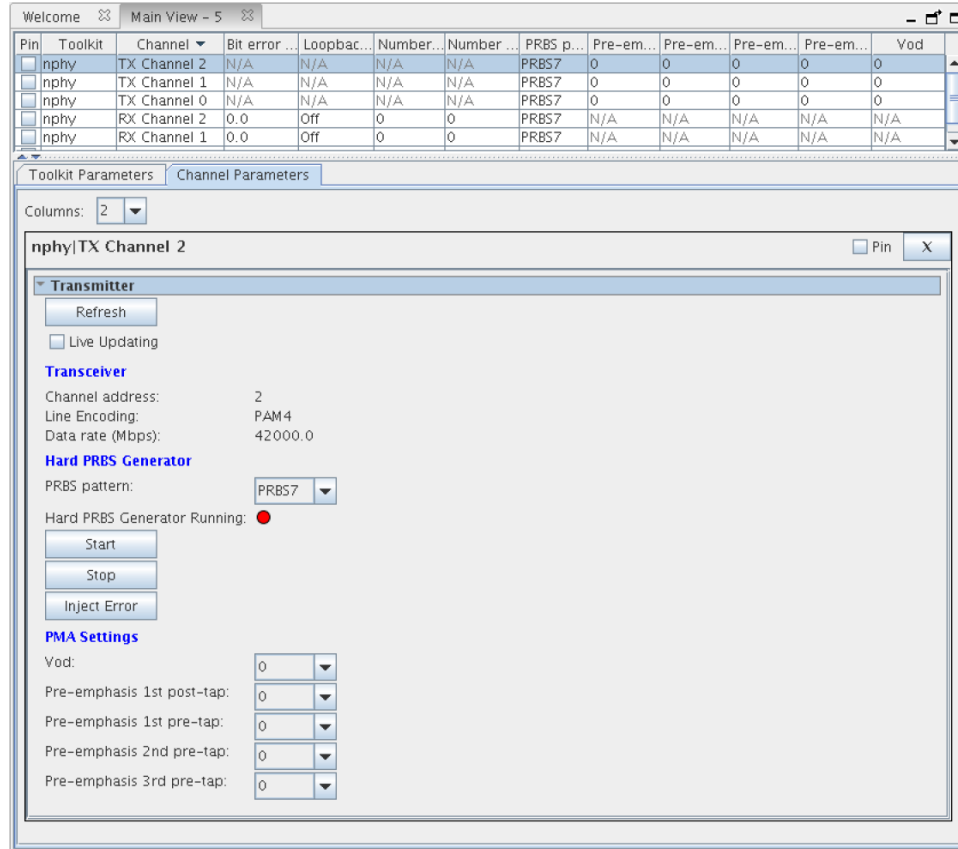 Welcome Main View – 5
Pin Toolkit Channel Bit error ... Loopbac... Number... Number ... PRBS p... Pre-em... Pre-em... Pre-em... Pre-em... Vod
nphy TX Channel 2 N/A N/A N/A N/A PRBS7 0 0 0 0 0
nphy TX Channel 1 N/A N/A N/A N/A PRBS7 0 0 0 0 0
nphy TX Channel 0 N/A N/A N/A N/A PRBS7 0 0 0 0 0
nphy RX Channel 2 0.0 Off 0 0 PRBS7 N/A N/A N/A N/A N/A
nphy RX Channel 1 0.0 Off 0 0 PRBS7 N/A N/A N/A N/A N/A
Toolkit Parameters Channel Parameters
Columns: 2
nphy|TX Channel 2 Pin X
Transmitter
Refresh
Live Updating
Transceiver
Channel address: 2
Line Encoding: PAM4
Data rate (Mbps): 42000.0
Hard PRBS Generator
PRBS pattern: PRBS7
Hard PRBS Generator Running:
Start
Stop
Inject Error
PMA Settings
Vod: 0
Pre-emphasis 1st post-tap: 0
Pre-emphasis 1st pre-tap: 0
Pre-emphasis 2nd pre-tap: 0
Pre-emphasis 3rd pre-tap: 0